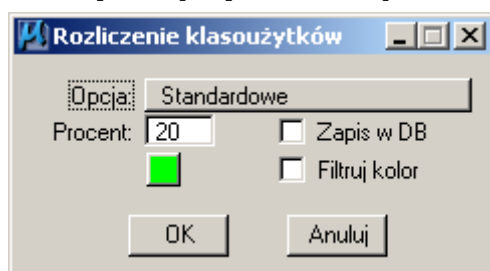 Rozliczenie klasoużytków
Opcja: Standardowe
Procent: 20 Zapis w DB
Filtruj kolor
OK Anuluj